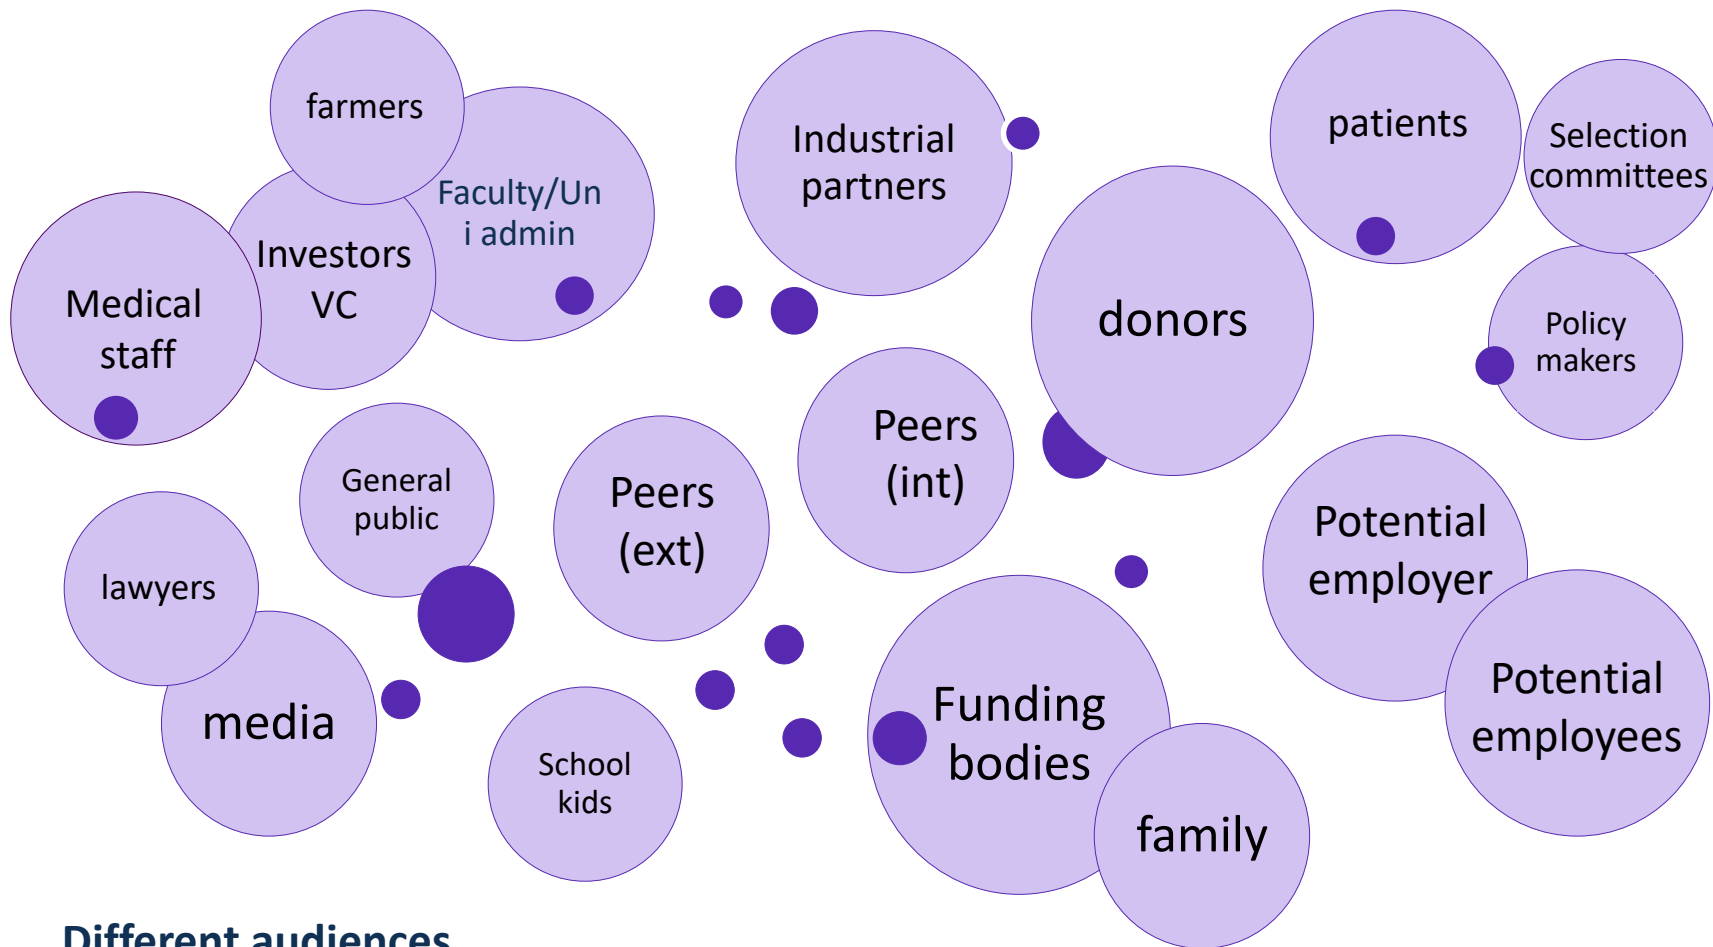 farmers
Faculty/Un
i admin
Investors
VC
Medical
staff
Industrial
partners
patients
Selection
committees
donors
Policy
makers
General
public
Peers
(ext)
Peers
(int)
Potential
employer
Potential
employees
lawyers
media
School
kids
Funding
bodies
family
Different audiences